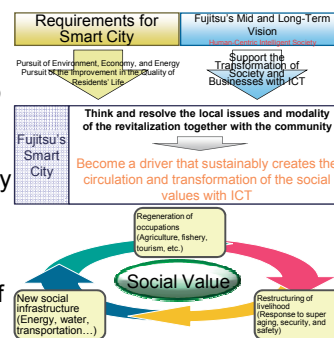 Requirements for
Smart City
Fujitsu's Mid and Long-Term
Vision
Human Centric Intelligent Society
Pursuit of Environment, Economy, and Energy
Pursuit of the Improvement in the Quality of
Residents' Life
Support the
Transformation of
Society and
Businesses with ICT
Fujitsu's
Smart
City
Think and resolve the local issues and modality
of the revitalization together with the community
Become a driver that sustainably creates the
circulation and transformation of the social
values with ICT
y
f
Regeneration of
occupations
(Agriculture, fishery,
tourism, etc.)
Social Value
New social
infrastructure
(Energy, water,
transportation…)
Restructuring of
livelihood
(Response to super
aging, security, and
safety)